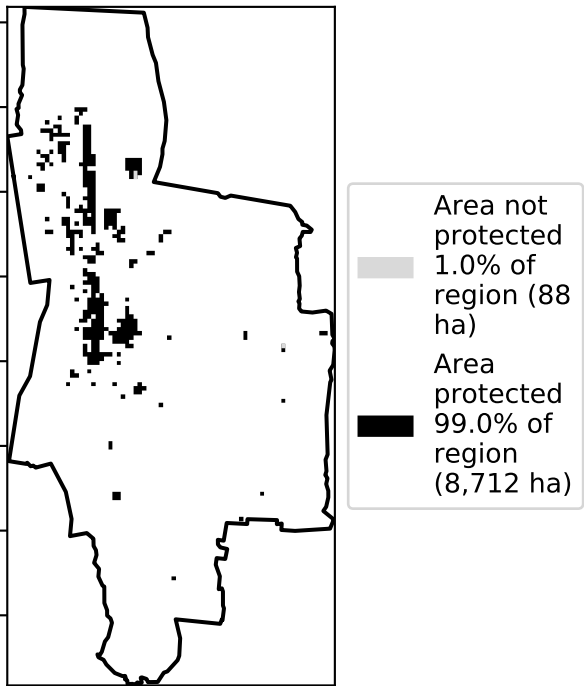 Area not
protected
1.0% of
region (88
ha)
Area
protected
99.0% of
region
(8,712 ha)